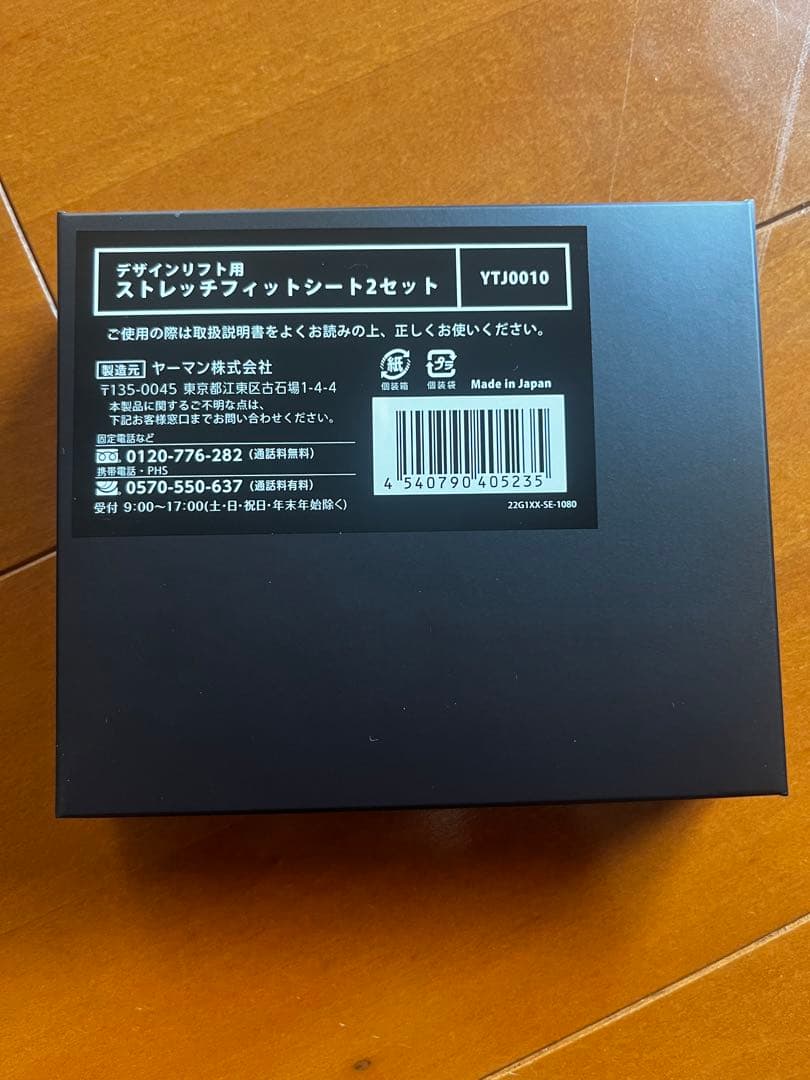 デザインリフト用
ストレッチフィットシート2セット
YTJ0010
ご使用の際は取扱説明書をよくお読みの上、正しくお使いください。
製造元 ヤーマン株式会社
〒135-0045 東京都江東区古石場1-4-4
本製品に関するご不明な点は、
下記お客様窓口までお問い合わせください。
固定電話など
0120-776-282 (通話料無料)
携帯電話・PHS
0570-550-637 (通話料有料)
受付 9:00〜17:00(土・日・祝日・年末年始除く)
紙
個装箱
プラ
個装袋
Made in Japan
4 540790 405235
22G1XX-SE-1080